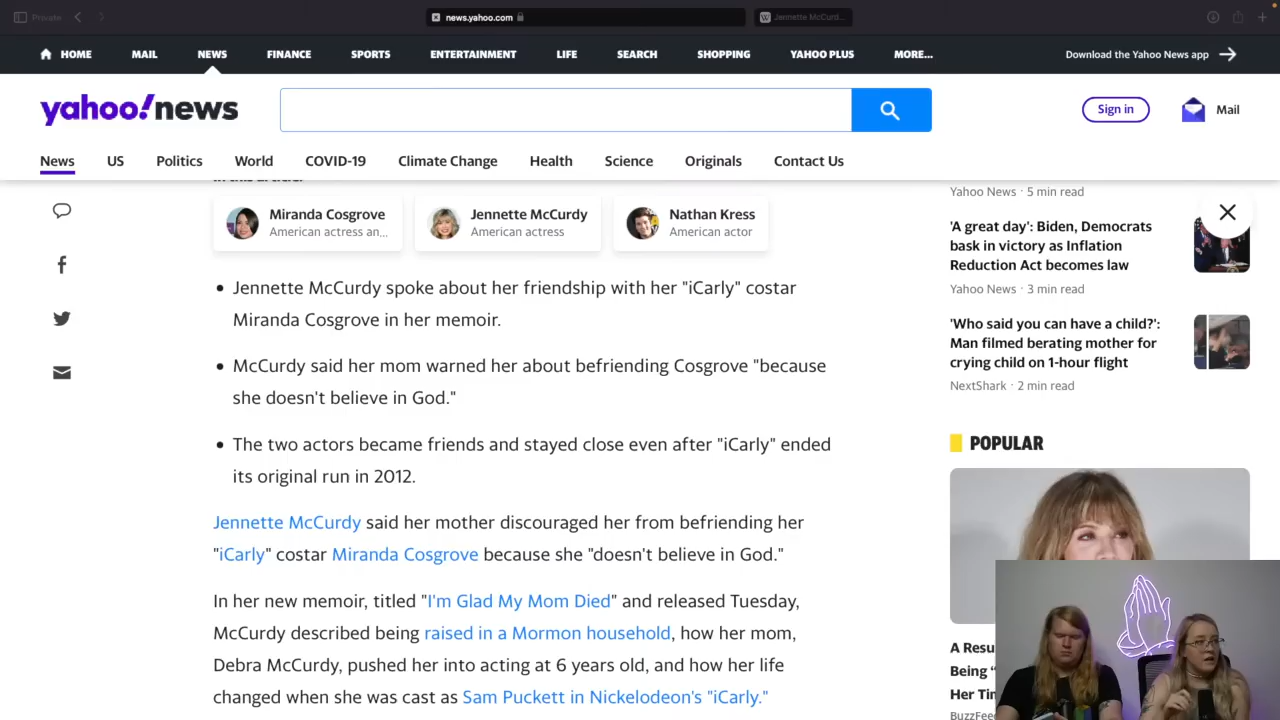 Private
news.yahoo.com
Jennette McCurd...
HOME MAIL NEWS FINANCE SPORTS ENTERTAINMENT LIFE SEARCH SHOPPING YAHOO PLUS MORE...
Download the Yahoo News app
yahoo!news
Sign in
Mail
News US Politics World COVID-19 Climate Change Health Science Originals Contact Us
Miranda Cosgrove
American actress an...
Jennette McCurdy
American actress
Nathan Kress
American actor
• Jennette McCurdy spoke about her friendship with her "iCarly" costar
Miranda Cosgrove in her memoir.
• McCurdy said her mom warned her about befriending Cosgrove "because
she doesn't believe in God."
• The two actors became friends and stayed close even after "iCarly" ended
its original run in 2012.
Jennette McCurdy said her mother discouraged her from befriending her
"iCarly" costar Miranda Cosgrove because she "doesn't believe in God."
In her new memoir, titled "I'm Glad My Mom Died" and released Tuesday,
McCurdy described being raised in a Mormon household, how her mom,
Debra McCurdy, pushed her into acting at 6 years old, and how her life
changed when she was cast as Sam Puckett in Nickelodeon's "iCarly."
Yahoo News · 5 min read
'A great day': Biden, Democrats
bask in victory as Inflation
Reduction Act becomes law
Yahoo News · 3 min read
'Who said you can have a child?':
Man filmed berating mother for
crying child on 1-hour flight
NextShark · 2 min read
POPULAR
A Resu
Being "
Her Tir
BuzzFee